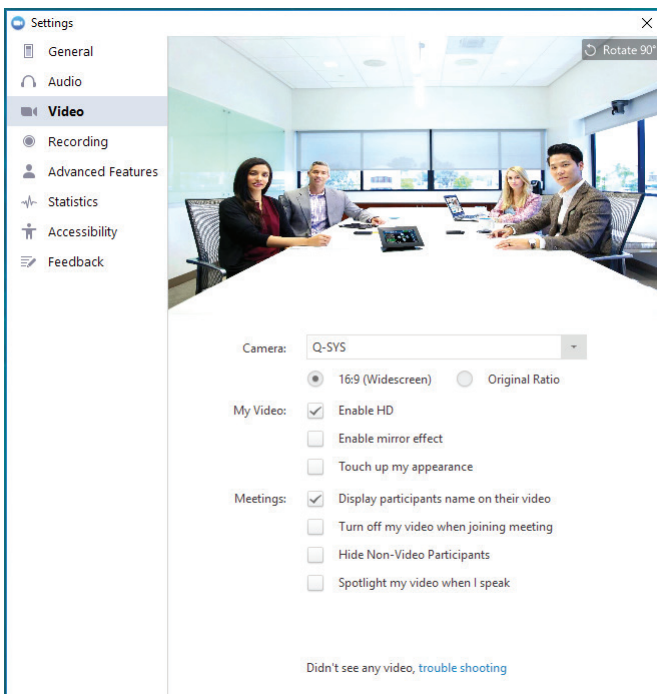 Settings
General
Audio
Video
Recording
Advanced Features
Statistics
Accessibility
Feedback
Rotate 90°
Camera: Q-SYS
16:9 (Widescreen) Original Ratio
My Video: Enable HD
Enable mirror effect
Touch up my appearance
Meetings: Display participants name on their video
Turn off my video when joining meeting
Hide Non-Video Participants
Spotlight my video when I speak
Didn't see any video, trouble shooting